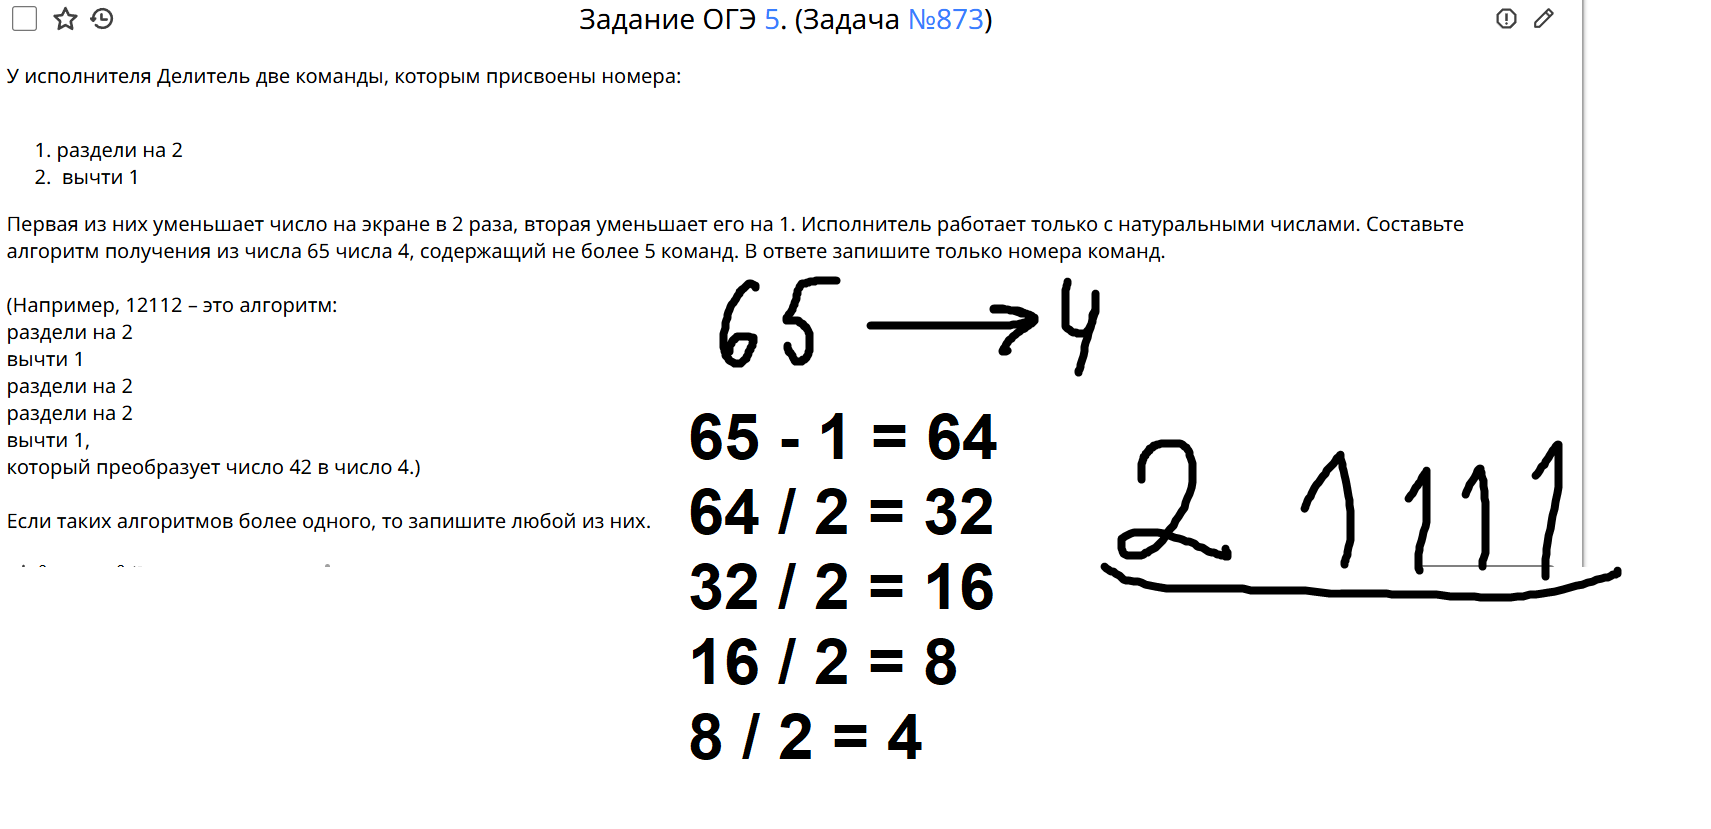 Задание ОГЭ 5. (Задача №873)
У исполнителя Делитель две команды, которым присвоены номера:
1. раздели на 2
2. вычти 1
Первая из них уменьшает число на экране в 2 раза, вторая уменьшает его на 1. Исполнитель работает только с натуральными числами. Составьте
алгоритм получения из числа 65 числа 4, содержащий не более 5 команд. В ответе запишите только номера команд.
(Например, 12112 – это алгоритм:
раздели на 2
вычти 1
раздели на 2
раздели на 2
вычти 1,
который преобразует число 42 в число 4.)
Если таких алгоритмов более одного, то запишите любой из них.
65 → 4
65 - 1 = 64
64 / 2 = 32
32 / 2 = 16
16 / 2 = 8
8 / 2 = 4
2 1 1 1 1